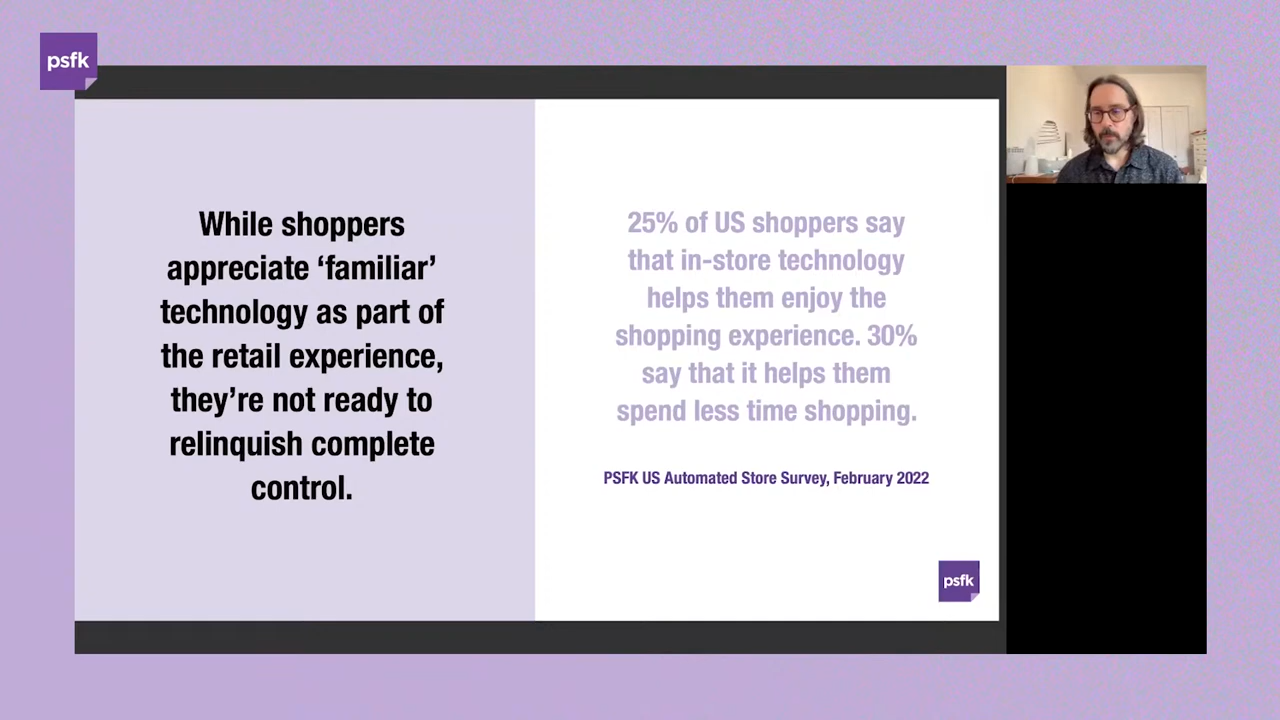 psfk
While shoppers
appreciate ‘familiar’
technology as part of
the retail experience,
they’re not ready to
relinquish complete
control.
25% of US shoppers say
that in-store technology
helps them enjoy the
shopping experience. 30%
say that it helps them
spend less time shopping.
PSFK US Automated Store Survey, February 2022
psfk